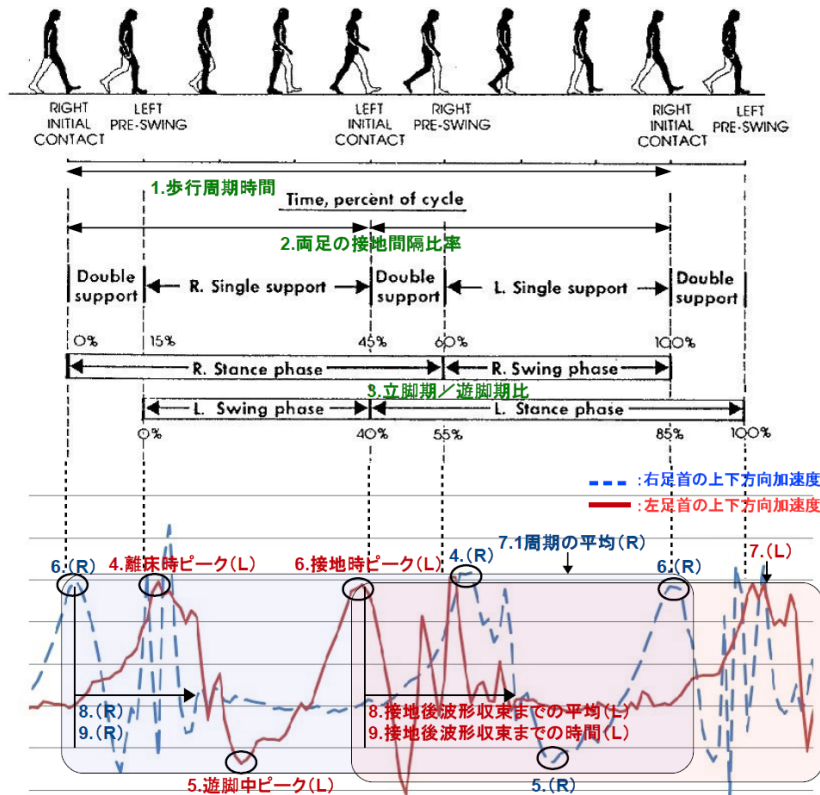 RIGHT INITIAL CONTACT
LEFT PRE-SWING
LEFT INITIAL CONTACT
RIGHT PRE-SWING
RIGHT INITIAL CONTACT
LEFT PRE-SWING
1.歩行周期時間
Time, percent of cycle
2.両足の接地間隔比率
Double support
R. Single support
Double support
L. Single support
Double support
0% 15% 45% 60% 100%
R. Stance phase
R. Swing phase
3.立脚期／遊脚期比
L. Swing phase
L. Stance phase
0% 40% 55% 85% 100%
:右足首の上下方向加速度
:左足首の上下方向加速度
6.(R)
4.離床時ピーク(L)
6.接地時ピーク(L)
4.(R)
7.1周期の平均(R)
6.(R)
7.(L)
8.(R)
9.(R)
8.接地後波形収束までの平均(L)
9.接地後波形収束までの時間(L)
5.遊脚中ピーク(L)
5.(R)